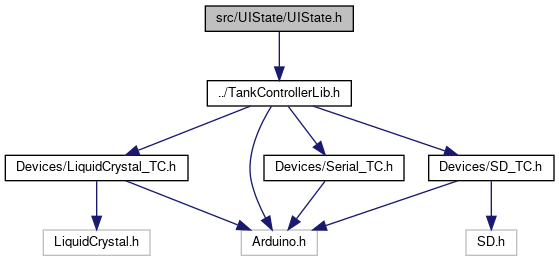 src/UIState/UIState.h
../TankControllerLib.h
Devices/LiquidCrystal_TC.h
Devices/Serial_TC.h
Devices/SD_TC.h
LiquidCrystal.h
Arduino.h
SD.h